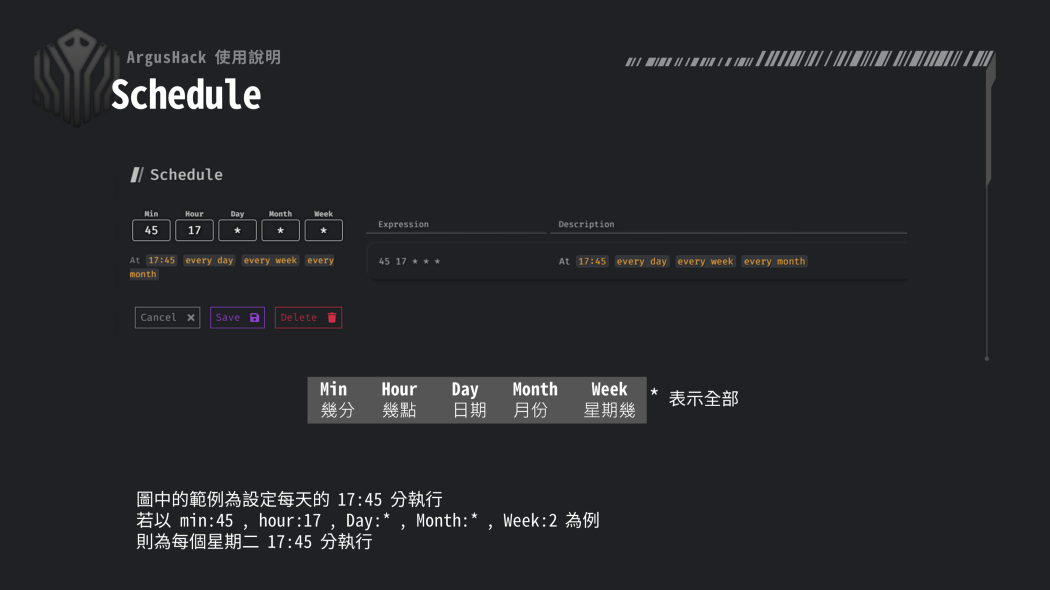 ArgusHack 使用說明
Schedule
Schedule
Min Hour Day Month Week
45 17 * * *
At 17:45 every day every week every
month
Cancel Save Delete
Expression Description
45 17 * * * At 17:45 every day every week every month
Min Hour Day Month Week
幾分 幾點 日期 月份 星期幾
* 表示全部
圖中的範例為設定每天的 17:45 分執行
若以 min:45 , hour:17 , Day:* , Month:* , Week:2 為例
則為每個星期二 17:45 分執行